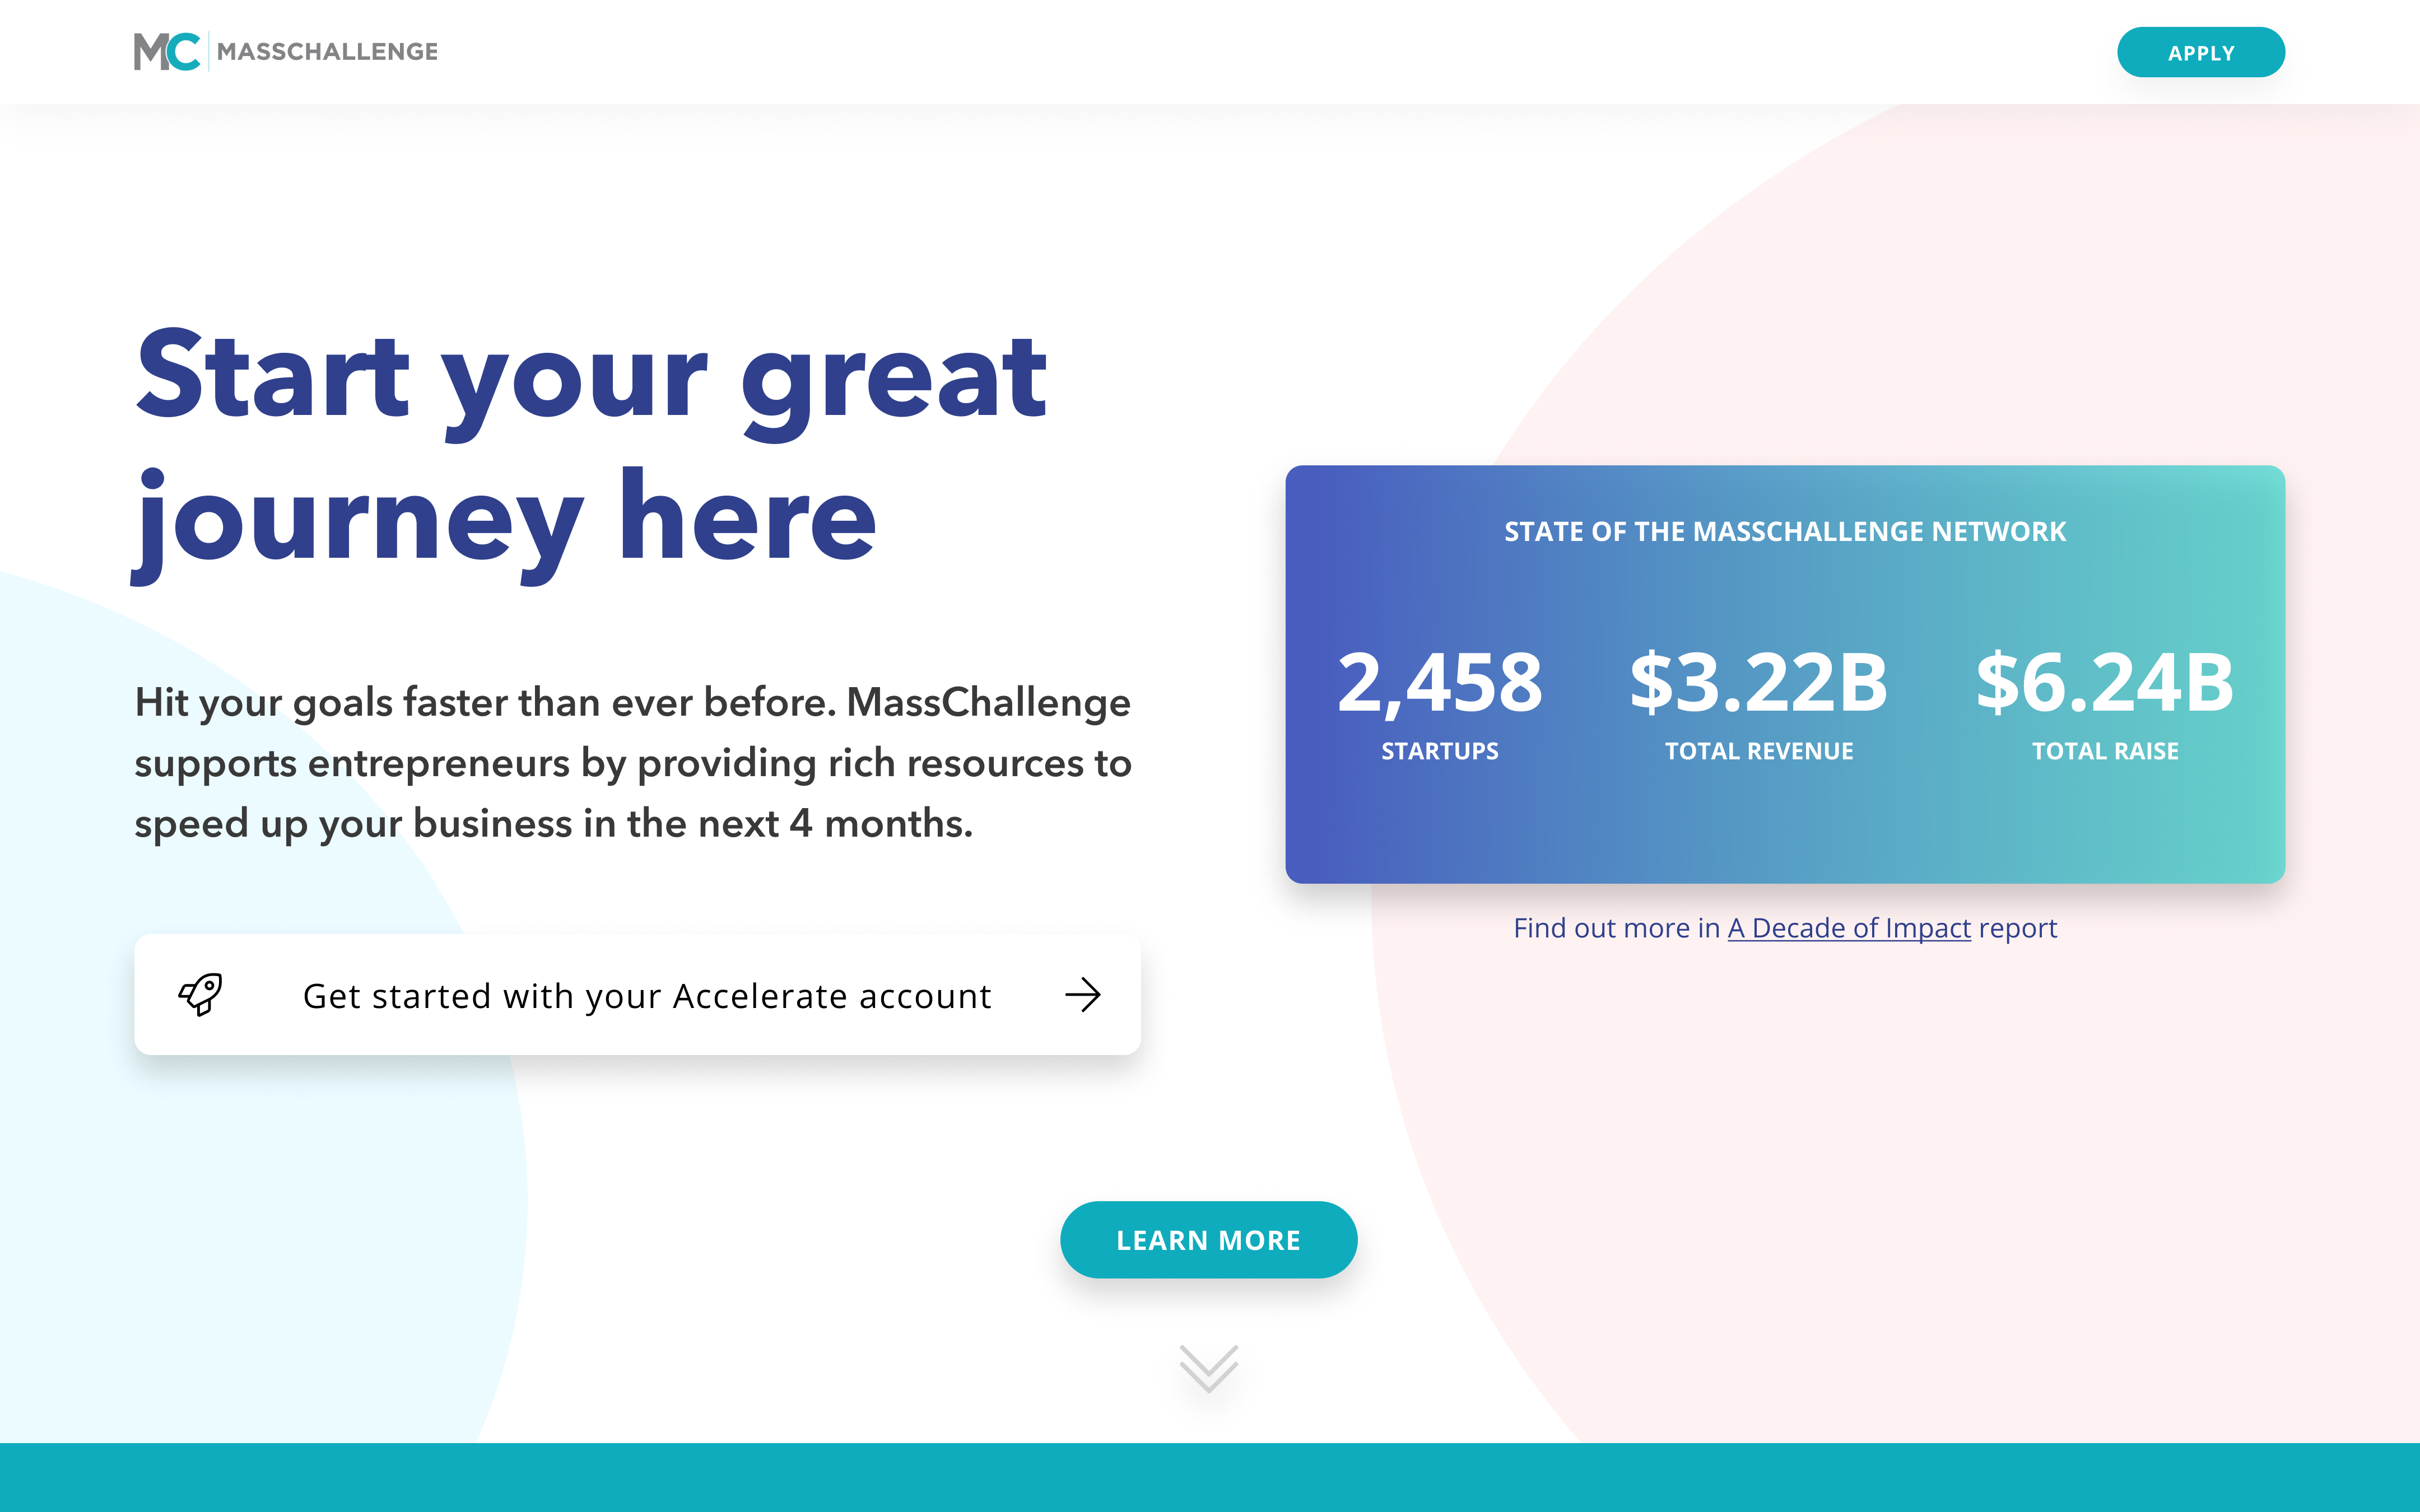 MC MASSCHALLENGE
APPLY
Start your great
journey here
Hit your goals faster than ever before. MassChallenge
supports entrepreneurs by providing rich resources to
speed up your business in the next 4 months.
Get started with your Accelerate account
STATE OF THE MASSCHALLENGE NETWORK
2,458
STARTUPS
$3.22B
TOTAL REVENUE
$6.24B
TOTAL RAISE
Find out more in A Decade of Impact report
LEARN MORE